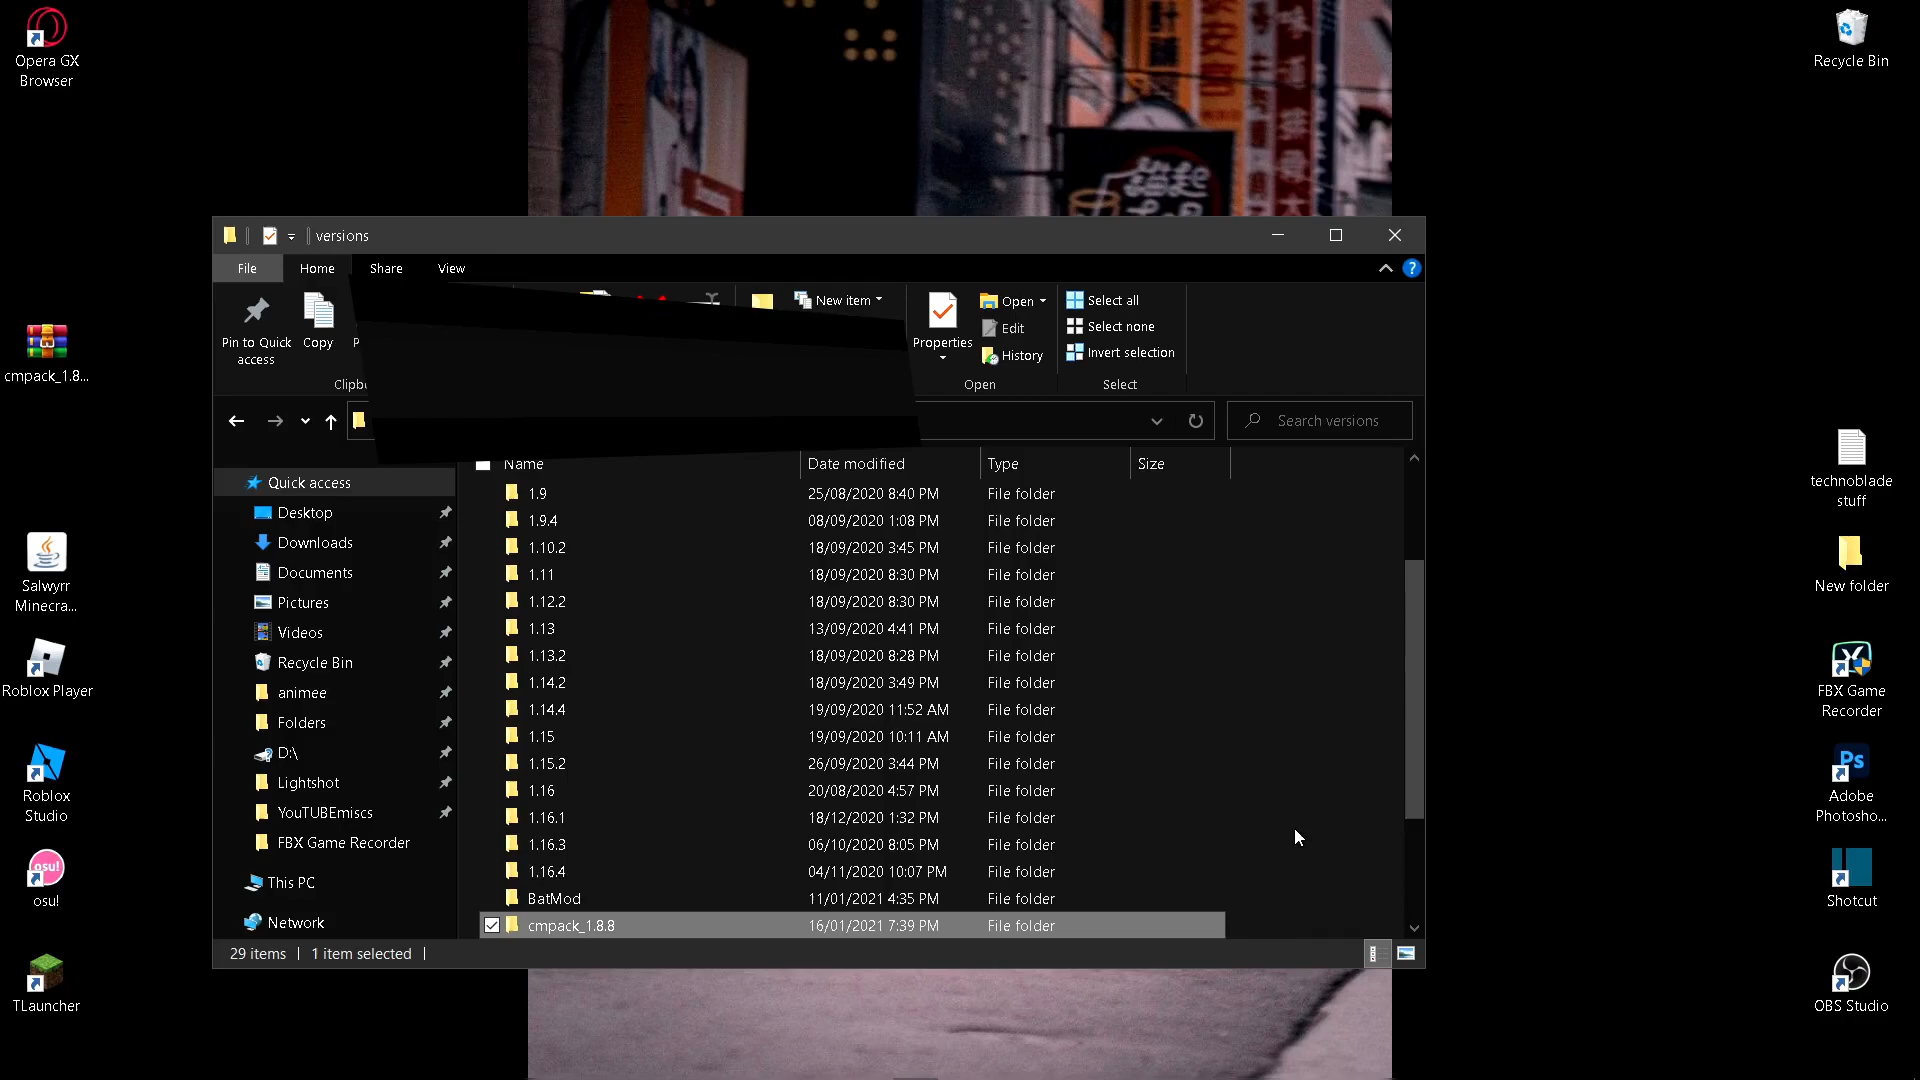 Opera GX
Browser
Recycle Bin
cmpack_1.8...
Salwyrr
Minecra...
Roblox Player
Roblox
Studio
osu!
osu!
TLauncher
technoblade
stuff
New folder
FBX Game
Recorder
Ps
Adobe
Photosho...
Shotcut
OBS Studio
versions
File Home Share View
?
Pin to Quick
access
Copy
P
Clipb
New item
Properties
Open
Edit
History
Open
Select all
Select none
Invert selection
Select
Search versions
Quick access
Desktop
Downloads
Documents
Pictures
Videos
Recycle Bin
animee
Folders
D:\
Lightshot
YouTUBEmiscs
FBX Game Recorder
This PC
Network
Name Date modified Type Size
1.9 25/08/2020 8:40 PM File folder
1.9.4 08/09/2020 1:08 PM File folder
1.10.2 18/09/2020 3:45 PM File folder
1.11 18/09/2020 8:30 PM File folder
1.12.2 18/09/2020 8:30 PM File folder
1.13 13/09/2020 4:41 PM File folder
1.13.2 18/09/2020 8:28 PM File folder
1.14.2 18/09/2020 3:49 PM File folder
1.14.4 19/09/2020 11:52 AM File folder
1.15 19/09/2020 10:11 AM File folder
1.15.2 26/09/2020 3:44 PM File folder
1.16 20/08/2020 4:57 PM File folder
1.16.1 18/12/2020 1:32 PM File folder
1.16.3 06/10/2020 8:05 PM File folder
1.16.4 04/11/2020 10:07 PM File folder
BatMod 11/01/2021 4:35 PM File folder
cmpack_1.8.8 16/01/2021 7:39 PM File folder
29 items 1 item selected